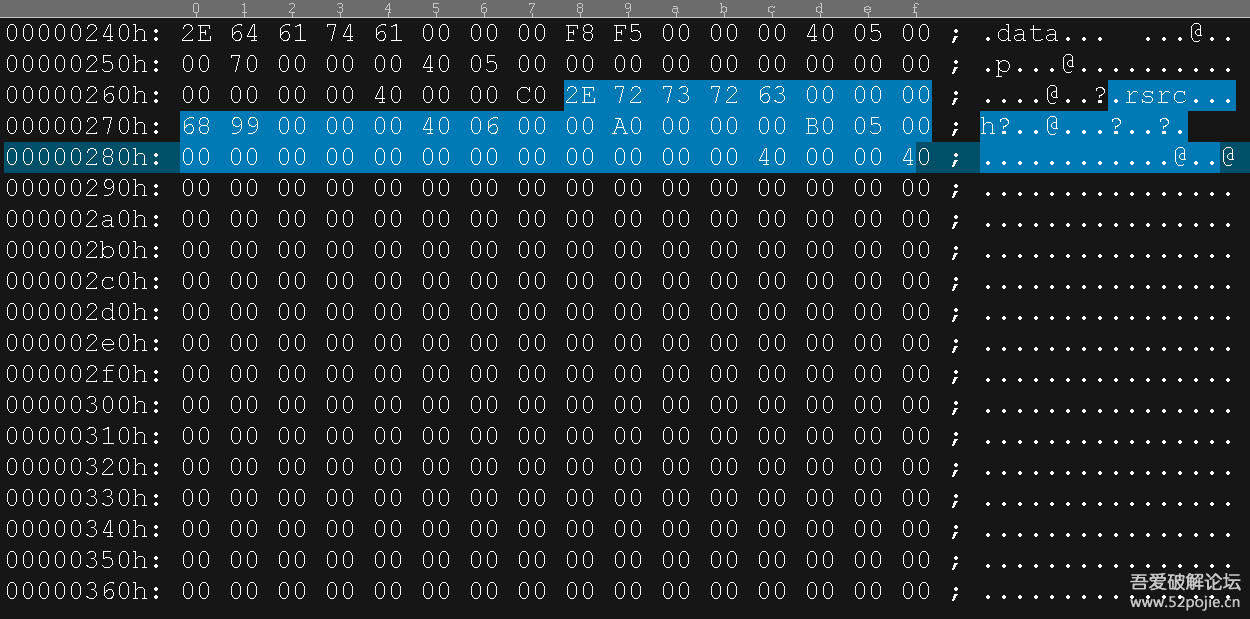 0 1 2 3 4 5 6 7 8 9 a b c d e f
00000240h: 2E 64 61 74 61 00 00 00 F8 F5 00 00 00 40 05 00 ; .data... ...@..
00000250h: 00 70 00 00 00 40 05 00 00 00 00 00 00 00 00 00 ; .p...@..........
00000260h: 00 00 00 00 40 00 00 C0 2E 72 73 72 63 00 00 00 ; ....@..?.rsrc...
00000270h: 68 99 00 00 00 40 06 00 00 A0 00 00 00 B0 05 00 ; h?..@...?..?.
00000280h: 00 00 00 00 00 00 00 00 00 00 00 00 40 00 00 40 ; ............@..@
00000290h: 00 00 00 00 00 00 00 00 00 00 00 00 00 00 00 00 ; ................
000002a0h: 00 00 00 00 00 00 00 00 00 00 00 00 00 00 00 00 ; ................
000002b0h: 00 00 00 00 00 00 00 00 00 00 00 00 00 00 00 00 ; ................
000002c0h: 00 00 00 00 00 00 00 00 00 00 00 00 00 00 00 00 ; ................
000002d0h: 00 00 00 00 00 00 00 00 00 00 00 00 00 00 00 00 ; ................
000002e0h: 00 00 00 00 00 00 00 00 00 00 00 00 00 00 00 00 ; ................
000002f0h: 00 00 00 00 00 00 00 00 00 00 00 00 00 00 00 00 ; ................
00000300h: 00 00 00 00 00 00 00 00 00 00 00 00 00 00 00 00 ; ................
00000310h: 00 00 00 00 00 00 00 00 00 00 00 00 00 00 00 00 ; ................
00000320h: 00 00 00 00 00 00 00 00 00 00 00 00 00 00 00 00 ; ................
00000330h: 00 00 00 00 00 00 00 00 00 00 00 00 00 00 00 00 ; ................
00000340h: 00 00 00 00 00 00 00 00 00 00 00 00 00 00 00 00 ; ................
00000350h: 00 00 00 00 00 00 00 00 00 00 00 00 00 00 00 00 ; ................
00000360h: 00 00 00 00 00 00 00 00 00 00 00 00 00 00 00 00 ; ................
吾爱破解论坛
www.52pojie.cn